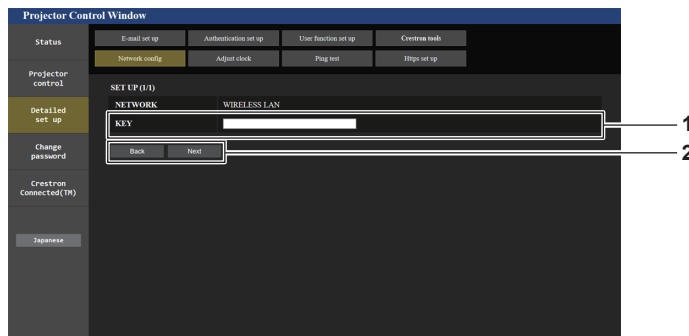 Projector Control Window
Status
E-mail set up Authentication set up User function set up Crestron tools
Network config Adjust clock Ping test Https set up
Projector
control
SET UP (1/1)
NETWORK WIRELESS LAN
Detailed
set up
KEY
1
Back Next
2
Change
password
Crestron
Connected(TM)
Japanese